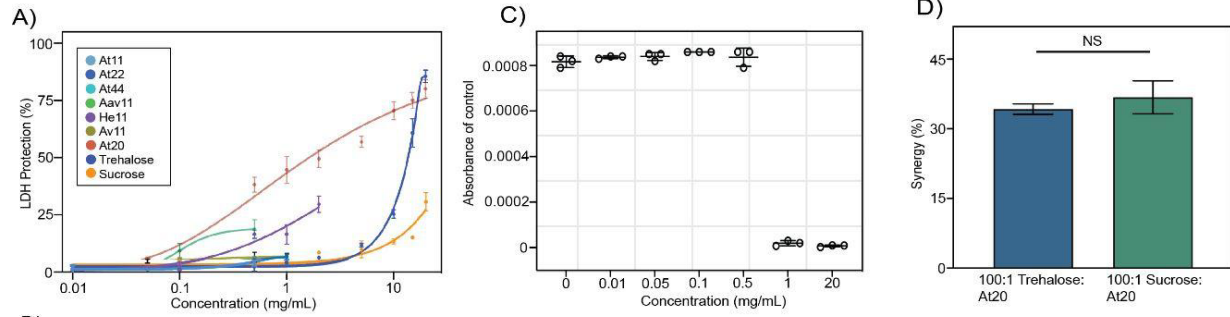 A)
100
75
50
25
0
LDH Protection (%)
At11
At22
At44
Aav11
He11
Av11
At20
Trehalose
Sucrose
0.01
0.1
1
10
Concentration (mg/mL)
C)
0.0008
0.0006
0.0004
0.0002
0
Absorbance of control
0
0.01
0.05
0.1
0.5
1
20
Concentration (mg/mL)
D)
NS
45
30
15
0
Synergy (%)
100:1 Trehalose:
At20
100:1 Sucrose:
At20